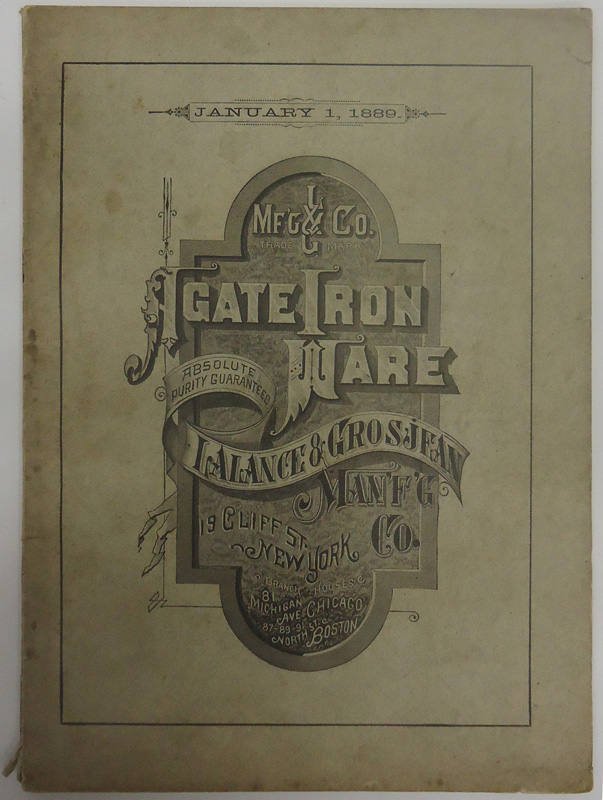 JANUARY 1, 1889.
L & G
MF'G CO.
TRADE MARK
AGATE IRON
WARE
ABSOLUTE
PURITY GUARANTEED
LALANCE & GROSJEAN
MAN'F'G
CO.
19 CLIFF ST.
NEW YORK
BRANCH HOUSES
81
MICHIGAN
AVE CHICAGO
87-89-91
NORTH ST. BOSTON